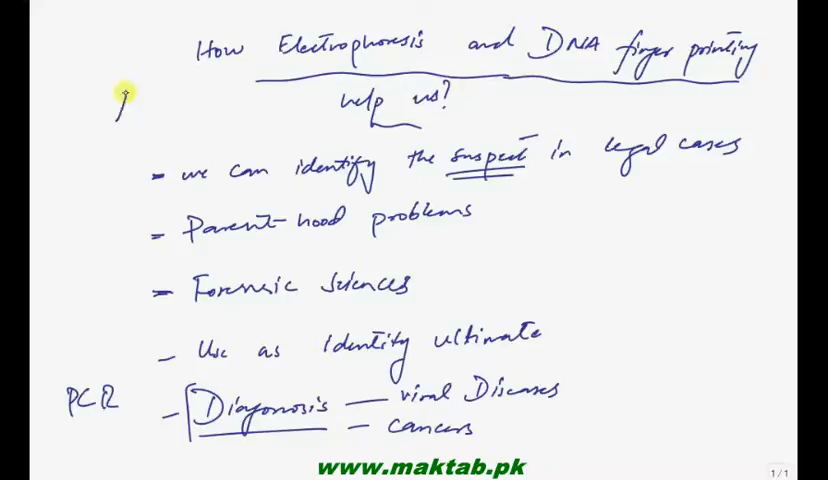 How Electrophoresis and DNA finger printing
help us?
- we can identify the suspect in legal cases
= Parent-hood problems
= Forensic Sciences
- Use as identity ultimate
PCR - Diagonosis — viral Diseases
- cancers
www.maktab.pk
1/1